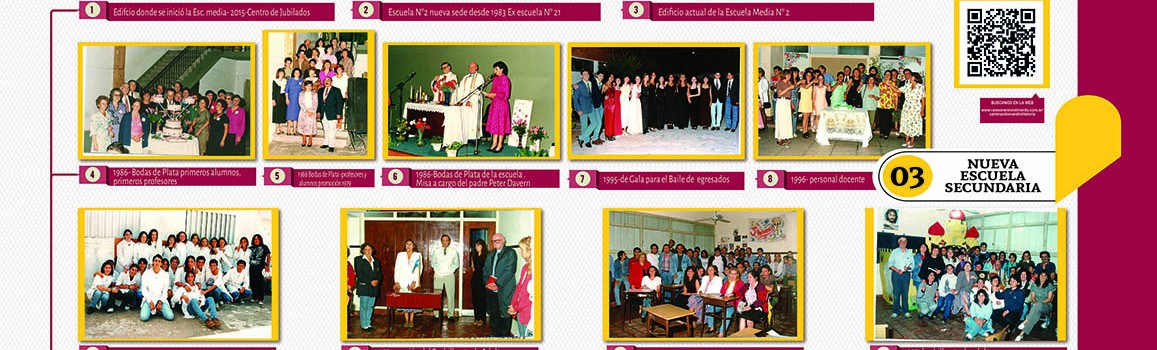 1 Edificio donde se inició la Esc. media- 2015-Centro de Jubilados
2 Escuela N°2 nueva sede desde 1983 Ex escuela N° 21
3 Edificio actual de la Escuela Media N° 2
BUSCANOS EN LA WEB
4 1986- Bodas de Plata primeros alumnos,
primeros profesores
5 1986 Bodas de Plata -profesores y
alumnos promoción 1979
6 1986-Bodas de Plata de la escuela .
Misa a cargo del padre Peter Davern
7 1995-de Gala para el Baile de egresados
8 1996- personal docente
03 NUEVA
ESCUELA
SECUNDARIA